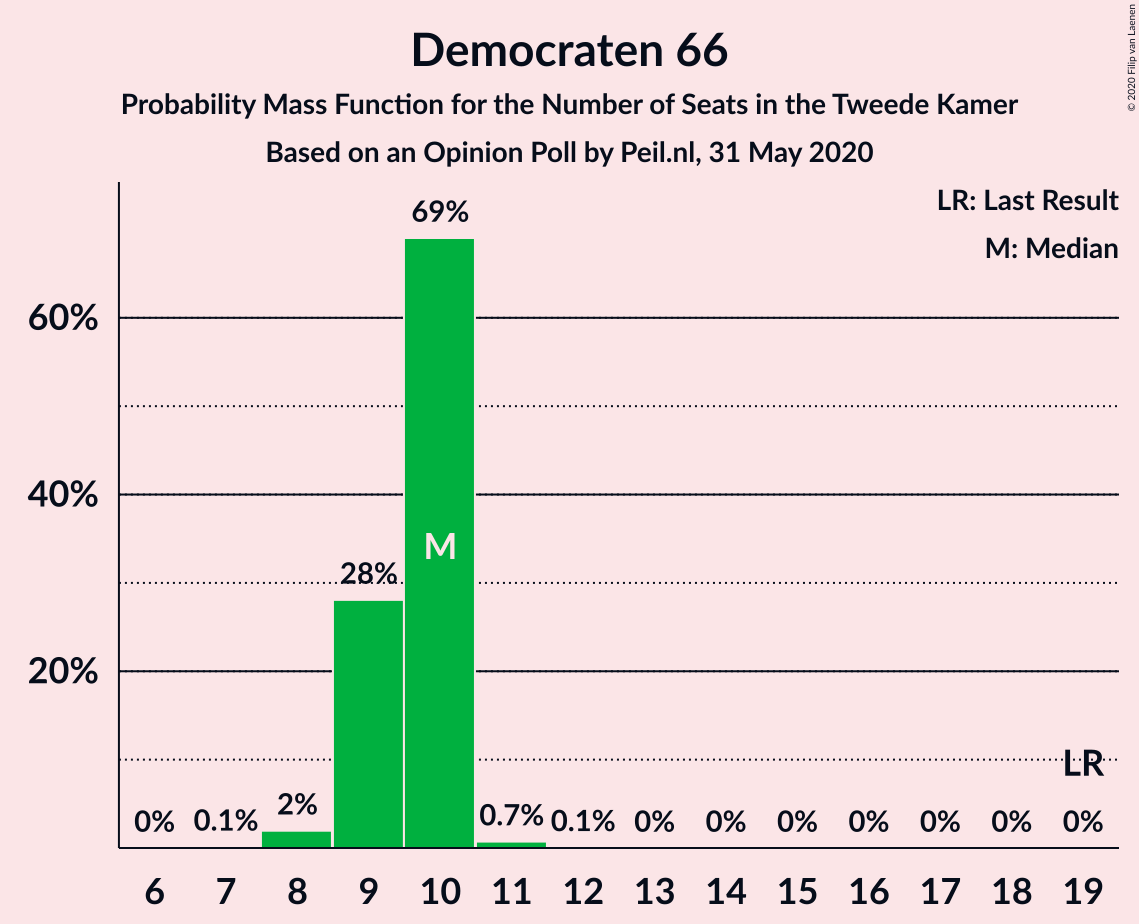 Democraten 66
Probability Mass Function for the Number of Seats in the Tweede Kamer
Based on an Opinion Poll by Peil.nl, 31 May 2020
© 2020 Filip van Laenen
LR: Last Result
M: Median
69%
60%
40%
M
28%
20%
LR
0% 0.1% 2% 0.7% 0.1% 0% 0% 0% 0% 0% 0% 0%
6 7 8 9 10 11 12 13 14 15 16 17 18 19